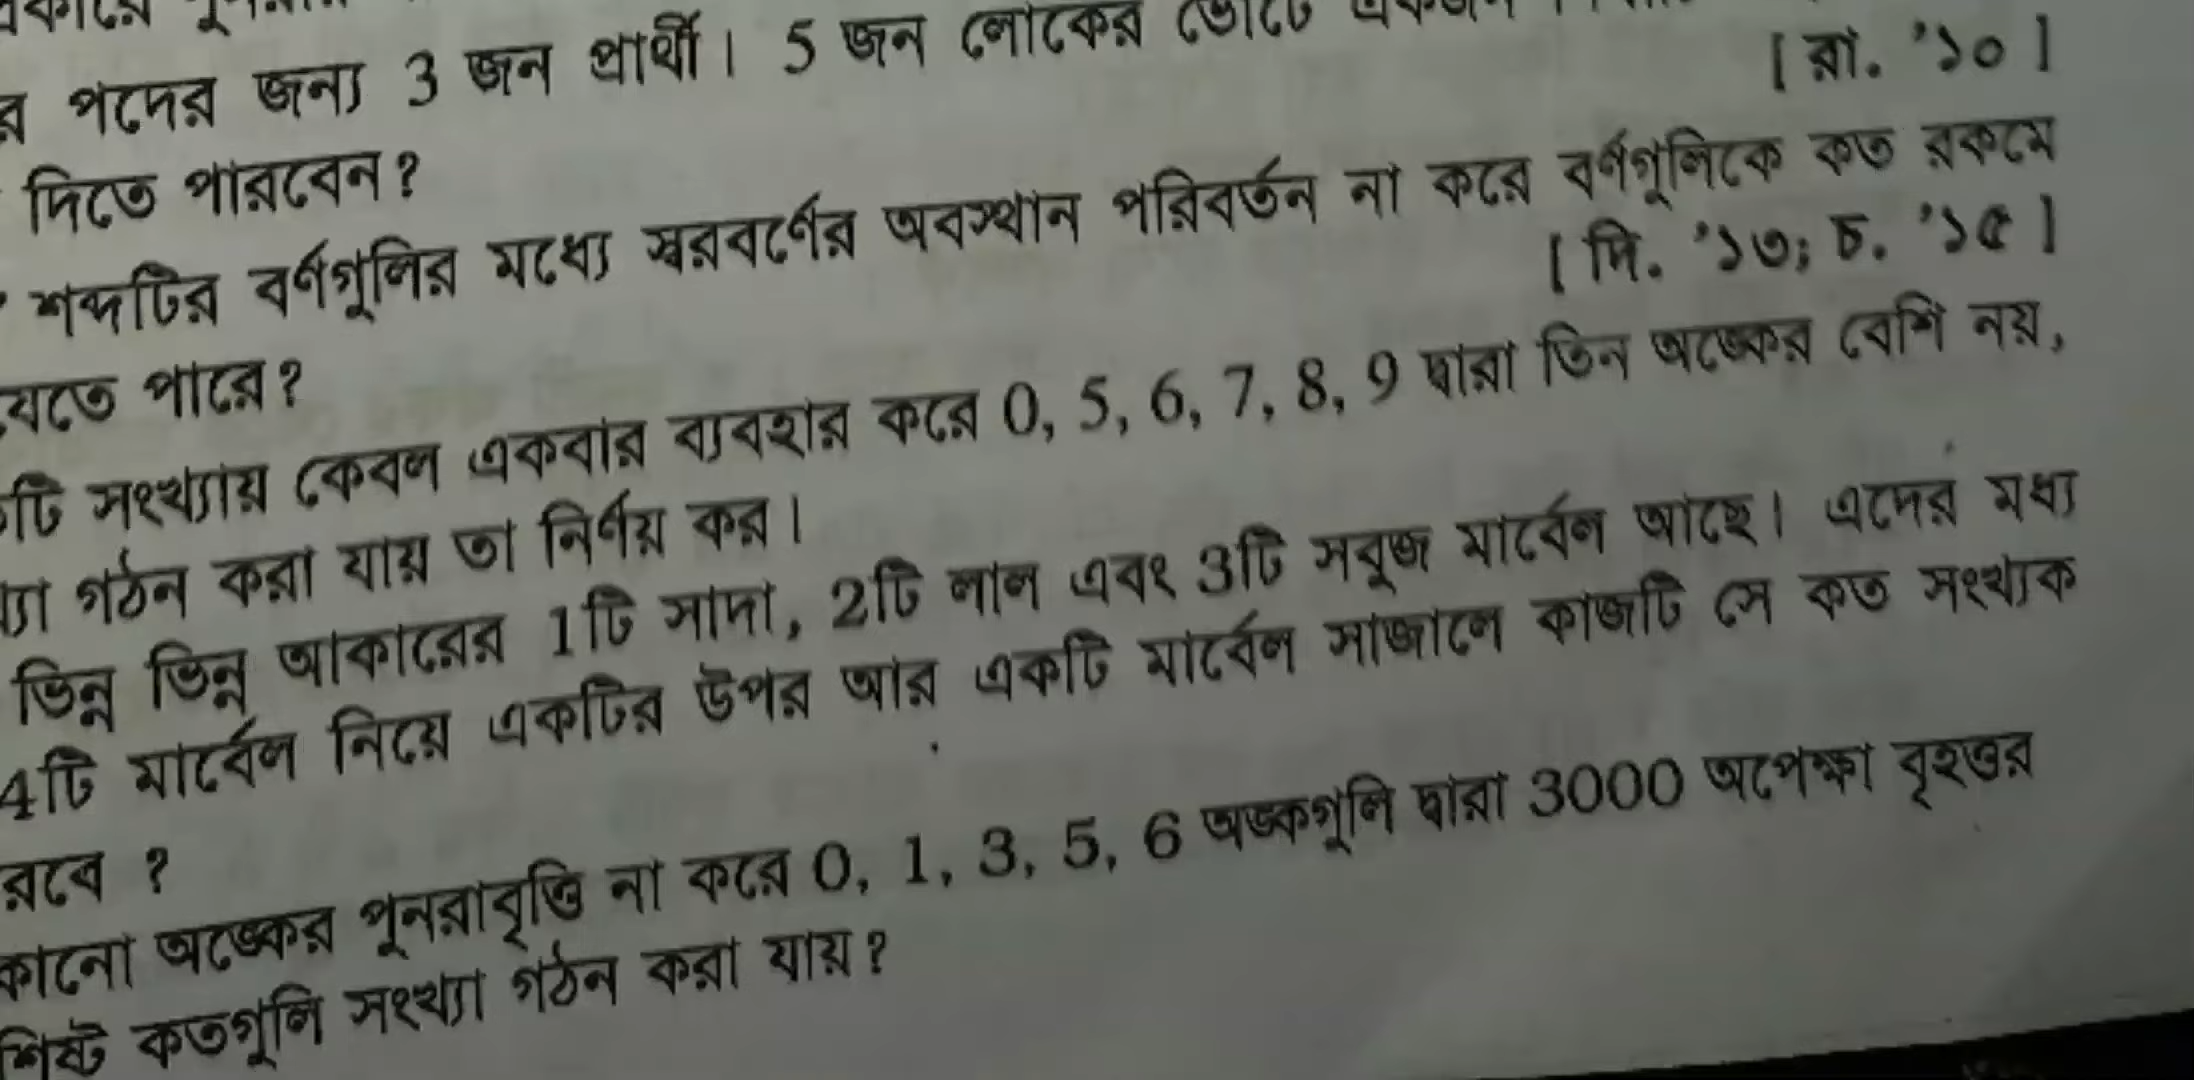 র পদের জন্য 3 জন প্রার্থী। 5 জন লোকের ভোটে
[ রা. '১০ ]
দিতে পারবেন?
শব্দটির বর্ণগুলির মধ্যে স্বরবর্ণের অবস্থান পরিবর্তন না করে বর্ণগুলিকে কত রকমে
[ দি. '১৩; চ. '১৫ ]
যেতে পারে?
টি সংখ্যায় কেবল একবার ব্যবহার করে 0, 5, 6, 7, 8, 9 দ্বারা তিন অঙ্কের বেশি নয়,
গঠন করা যায় তা নির্ণয় কর।
ভিন্ন ভিন্ন আকারের 1টি সাদা, 2টি লাল এবং 3টি সবুজ মার্বেল আছে। এদের মধ্য
4টি মার্বেল নিয়ে একটির উপর আর একটি মার্বেল সাজালে কাজটি সে কত সংখ্যক
রবে ?
কোনো অঙ্কের পুনরাবৃত্তি না করে 0, 1, 3, 5, 6 অঙ্কগুলি দ্বারা 3000 অপেক্ষা বৃহত্তর
শিষ্ট কতগুলি সংখ্যা গঠন করা যায়?